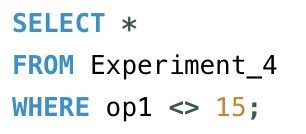 SELECT *
FROM Experiment_4
WHERE op1 <> 15;